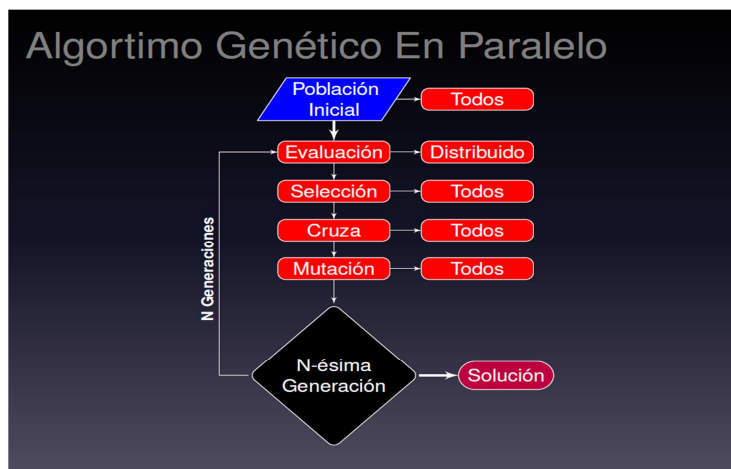 Algortimo Genético En Paralelo
Población
Inicial
Todos
Evaluación
Distribuido
Selección
Todos
Cruza
Todos
Mutación
Todos
N Generaciones
N-ésima
Generación
Solución